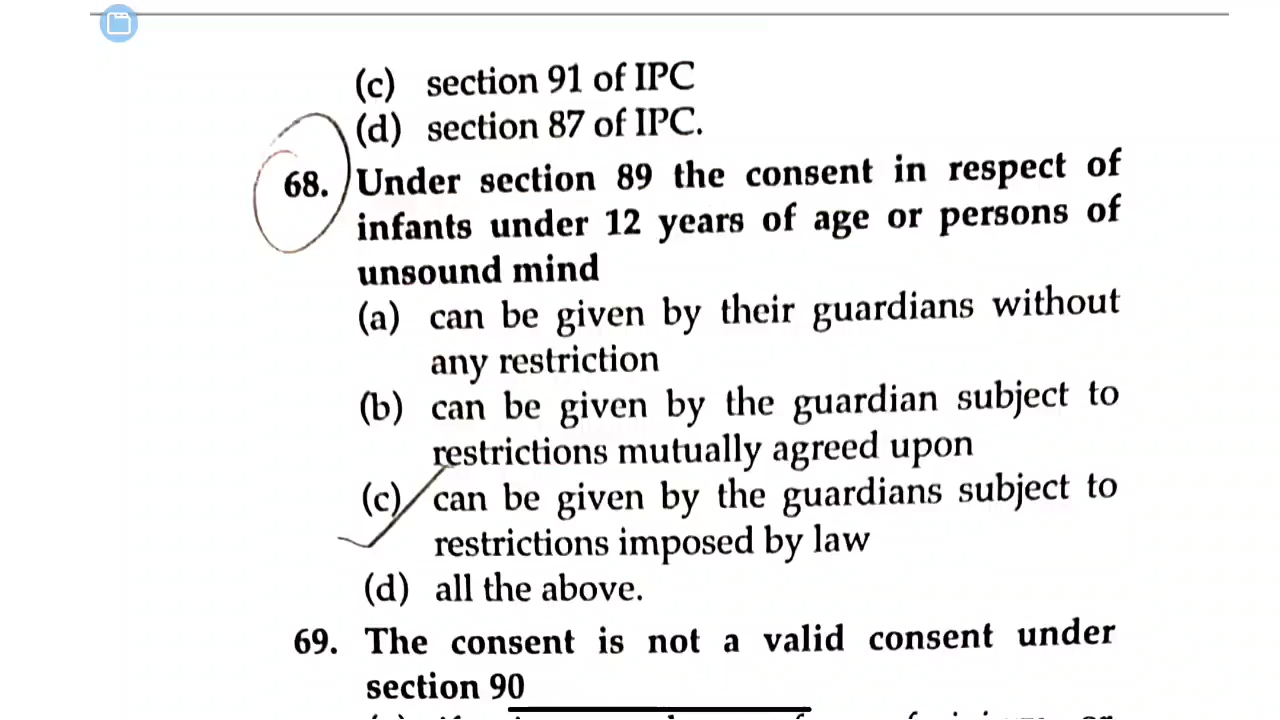 (c) section 91 of IPC
(d) section 87 of IPC.
68. Under section 89 the consent in respect of
infants under 12 years of age or persons of
unsound mind
(a) can be given by their guardians without
any restriction
(b) can be given by the guardian subject to
restrictions mutually agreed upon
(c) can be given by the guardians subject to
restrictions imposed by law
(d) all the above.
69. The consent is not a valid consent under
section 90